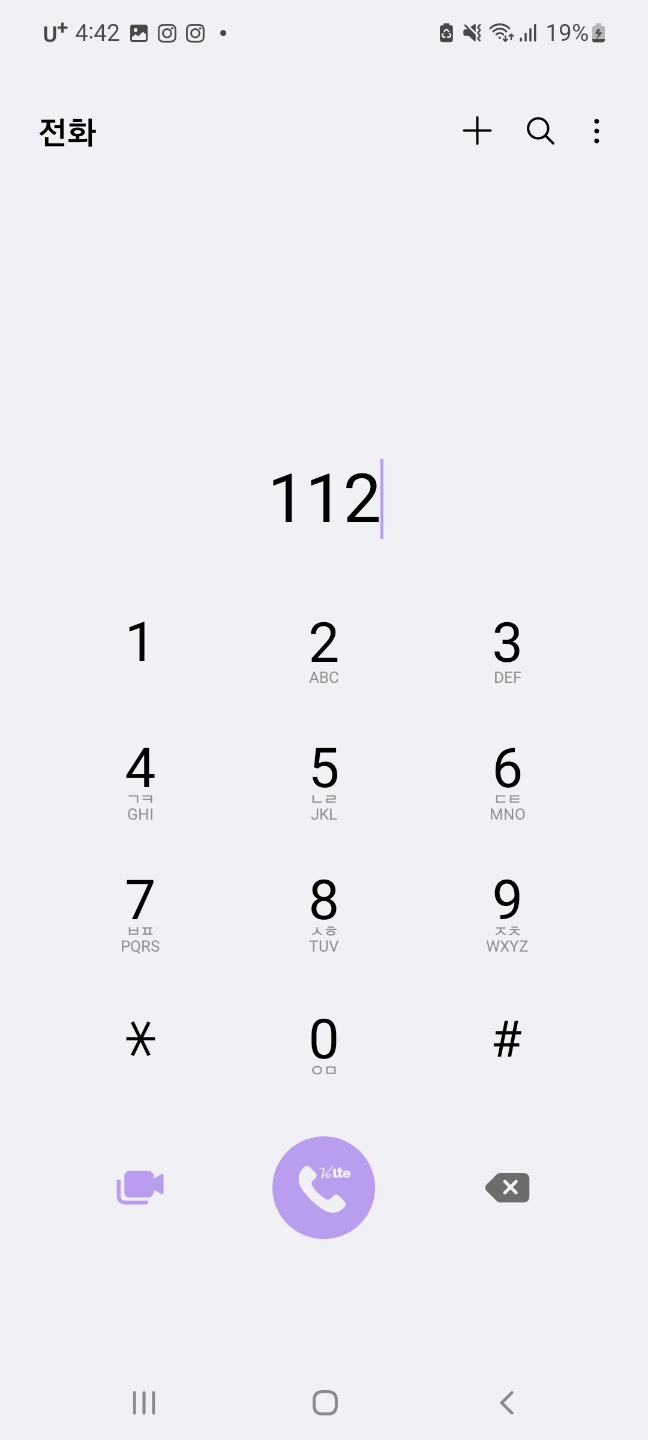 U+ 4:42 19%
전화
112
1 2 3
ABC DEF
4 5 6
ㄱㅋ ㄴㄹ ㄷㅌ
GHI JKL MNO
7 8 9
ㅂㅍ ㅅㅎ ㅈㅊ
PQRS TUV WXYZ
* 0 #
ㅇㅁ
Volte